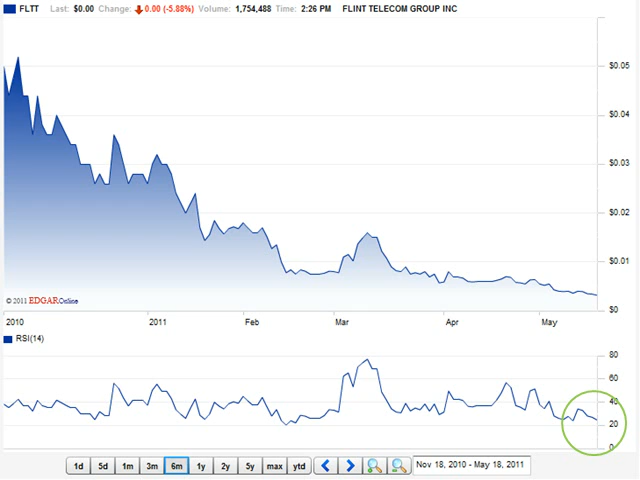 FLTT Last: $0.00 Change: 0.00 (-5.88%) Volume: 1,754,488 Time: 2:26 PM FLINT TELECOM GROUP INC
$0.05
$0.04
$0.03
$0.02
$0.01
$0
© 2011 EDGAROnline
2010 2011 Feb Mar Apr May
RSI(14)
80
60
40
20
0
1d 5d 1m 3m 6m 1y 2y 5y max ytd Nov 18, 2010 - May 18, 2011